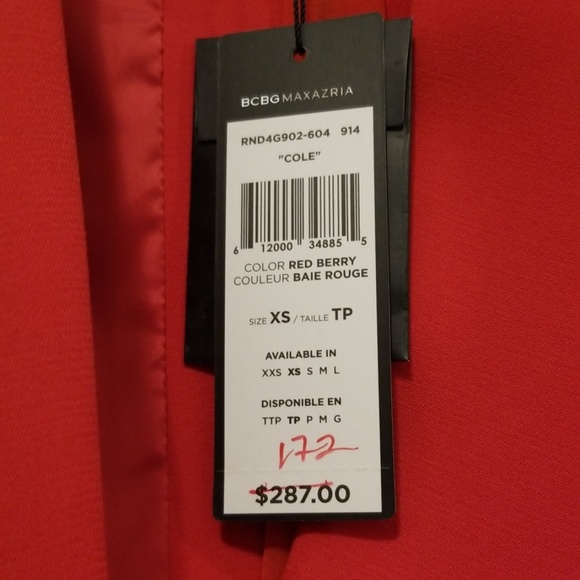 BCBGMAXAZRIA
RND4G902-604 914
"COLE"
6 12000 34885 5
COLOR RED BERRY
COULEUR BAIE ROUGE
SIZE XS / TAILLE TP
AVAILABLE IN
XXS XS S M L
DISPONIBLE EN
TTP TP P M G
172
$287.00